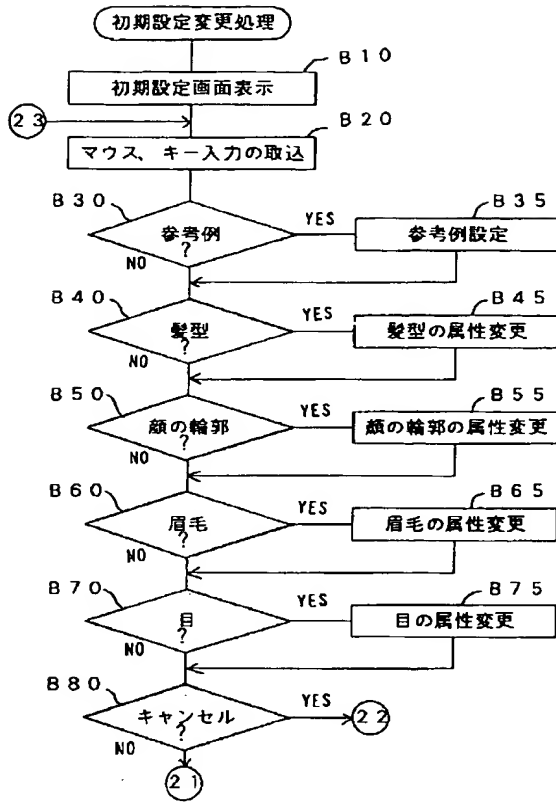 初期設定変更処理
B10
初期設定画面表示
23
B20
マウス、キー入力の取込
B30
参考例
?
YES
B35
参考例設定
NO
B40
髪型
?
YES
B45
髪型の属性変更
NO
B50
顔の輪郭
?
YES
B55
顔の輪郭の属性変更
NO
B60
眉毛
?
YES
B65
眉毛の属性変更
NO
B70
目
?
YES
B75
目の属性変更
NO
B80
キャンセル
?
YES
22
NO
21